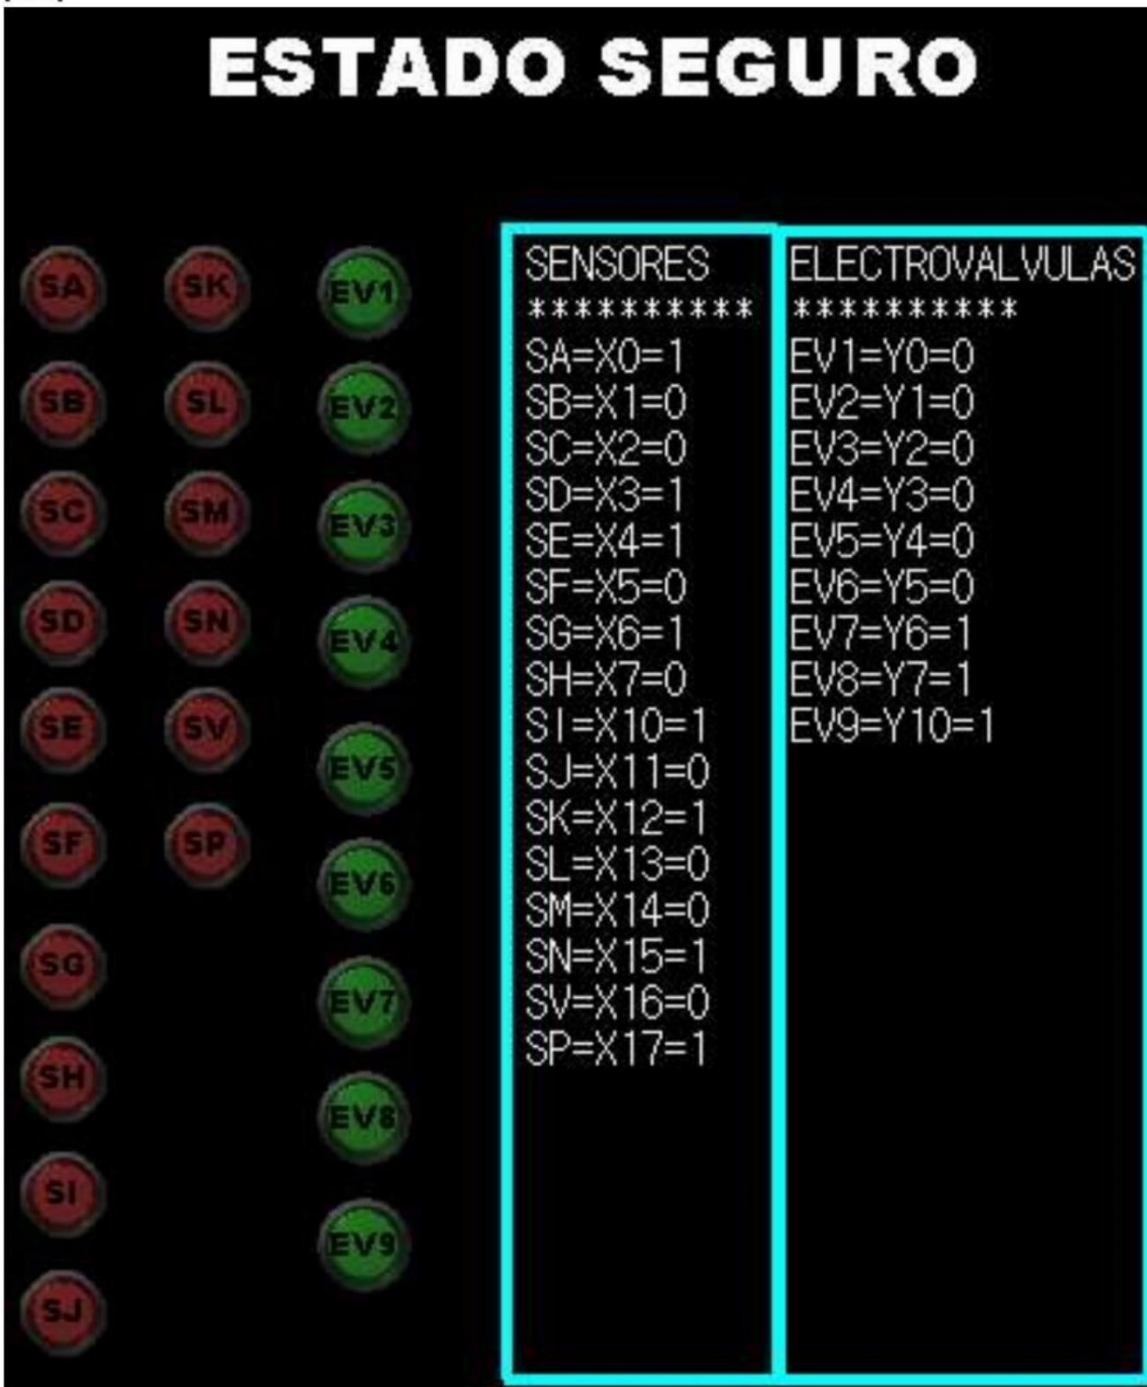 ESTADO SEGURO
SA
SB
SC
SD
SE
SF
SG
SH
SI
SJ
SK
SL
SM
SN
SV
SP
EV1
EV2
EV3
EV4
EV5
EV6
EV7
EV8
EV9
SENSORES
**********
SA=X0=1
SB=X1=0
SC=X2=0
SD=X3=1
SE=X4=1
SF=X5=0
SG=X6=1
SH=X7=0
SI=X10=1
SJ=X11=0
SK=X12=1
SL=X13=0
SM=X14=0
SN=X15=1
SV=X16=0
SP=X17=1
ELECTROVALVULAS
**********
EV1=Y0=0
EV2=Y1=0
EV3=Y2=0
EV4=Y3=0
EV5=Y4=0
EV6=Y5=0
EV7=Y6=1
EV8=Y7=1
EV9=Y10=1